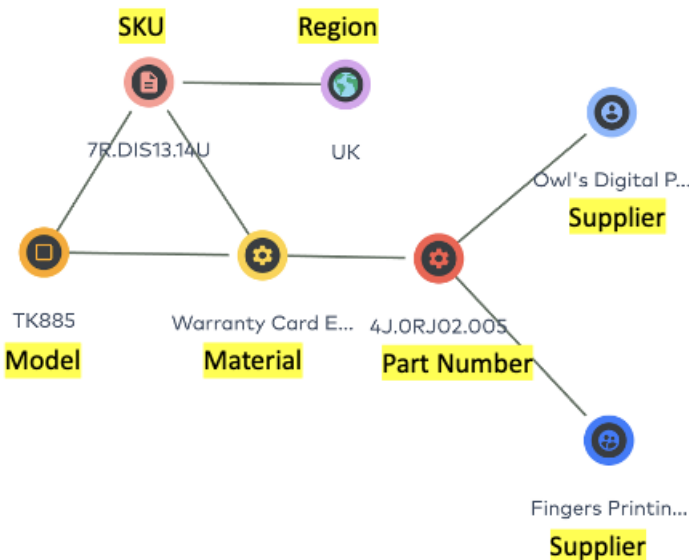 SKU
Region
7R.DIS13.14U
UK
Owl's Digital P...
Supplier
TK885
Warranty Card E...
4J.0RJ02.005
Model
Material
Part Number
Fingers Printin...
Supplier